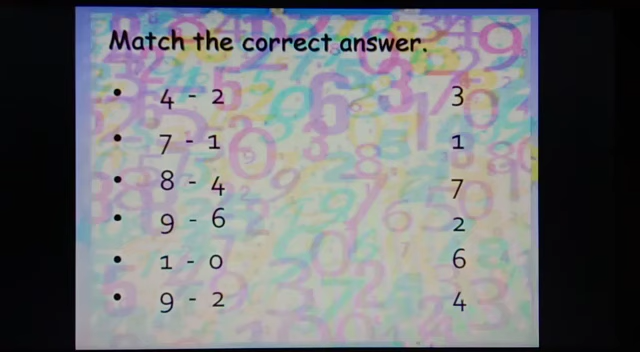 Match the correct answer.
• 4 - 2 3
• 7 - 1 1
• 8 - 4 7
• 9 - 6 2
• 1 - 0 6
• 9 - 2 4